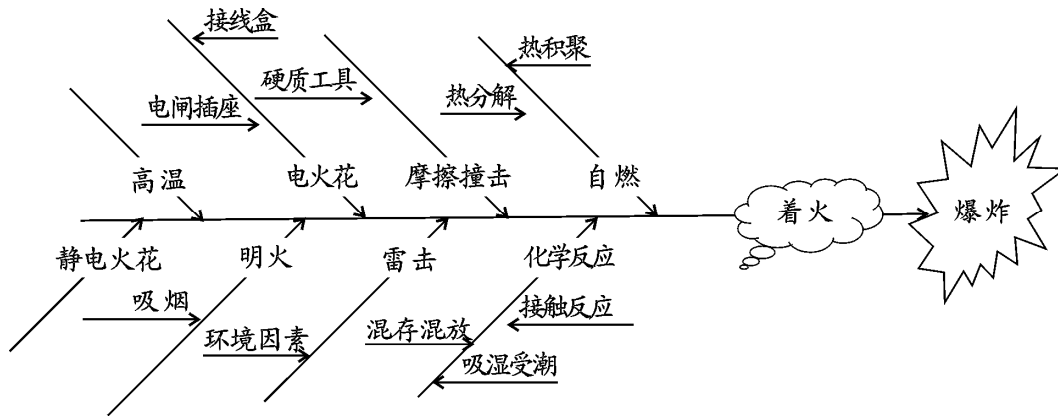 接线盒
硬质工具
热积聚
电闸插座
热分解
高温
电火花
摩擦撞击
自燃
着火
爆炸
静电火花
明火
雷击
化学反应
吸烟
接触反应
环境因素
混存混放
吸湿受潮